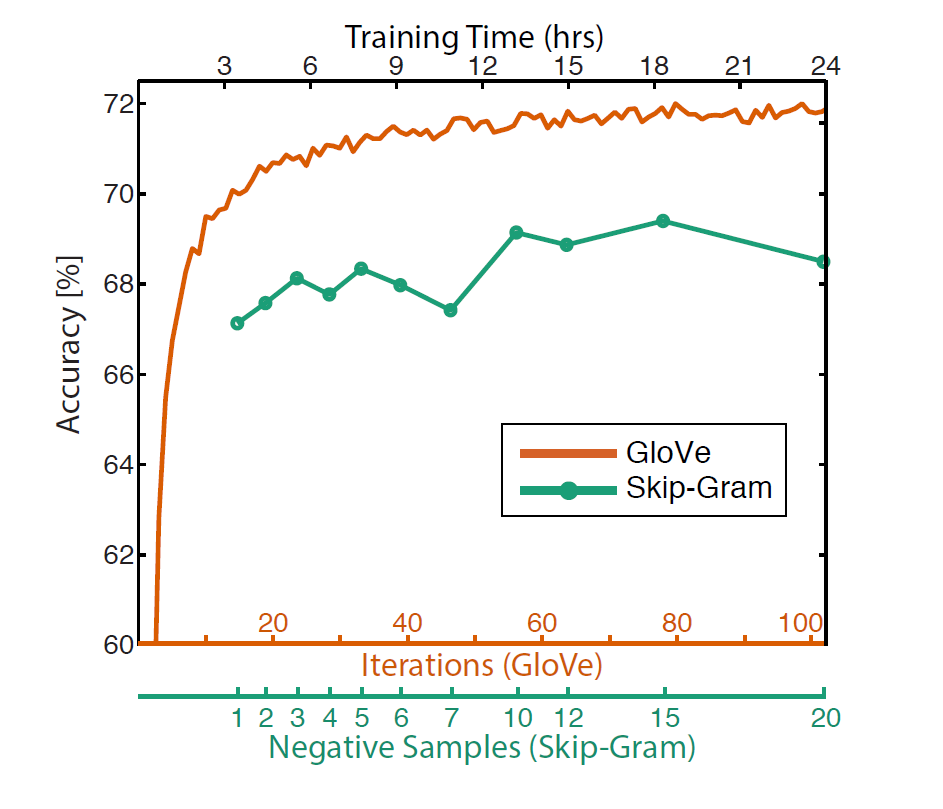 Training Time (hrs)
3 6 9 12 15 18 21 24
72
70
68
66
64
62
60
Accuracy [%]
GloVe
Skip-Gram
20 40 60 80 100
Iterations (GloVe)
1 2 3 4 5 6 7 10 12 15 20
Negative Samples (Skip-Gram)